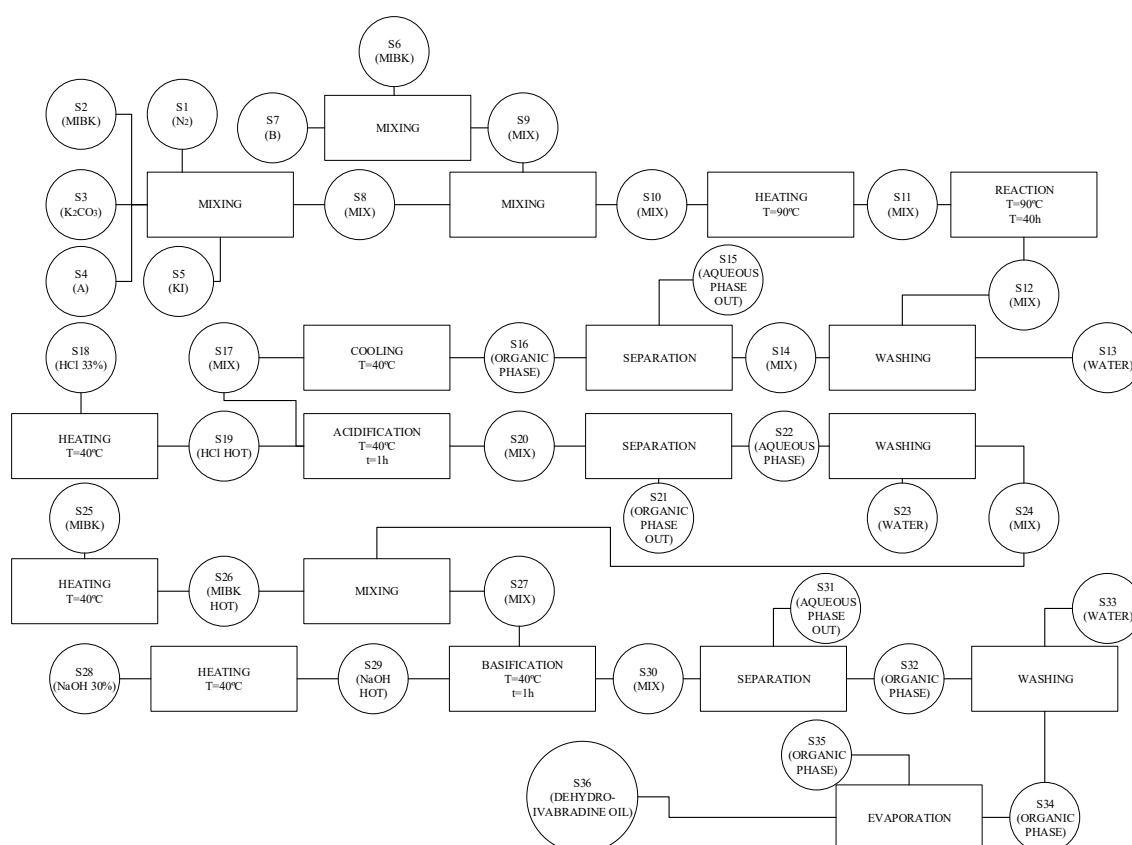 S6
(MIBK)
S2
(MIBK)
S1
(N2)
S7
(B)
MIXING
S9
(MIX)
S3
(K2CO3)
MIXING
S8
(MIX)
MIXING
S10
(MIX)
HEATING
T=90ºC
S11
(MIX)
REACTION
T=90ºC
T=40h
S4
(A)
S5
(KI)
S15
(AQUEOUS
PHASE
OUT)
S12
(MIX)
S18
(HCl 33%)
S17
(MIX)
COOLING
T=40ºC
S16
(ORGANIC
PHASE)
SEPARATION
S14
(MIX)
WASHING
S13
(WATER)
HEATING
T=40ºC
S19
(HCl HOT)
ACIDIFICATION
T=40ºC
t=1h
S20
(MIX)
SEPARATION
S22
(AQUEOUS
PHASE)
WASHING
S25
(MIBK)
S21
(ORGANIC
PHASE OUT)
S23
(WATER)
S24
(MIX)
HEATING
T=40ºC
S26
(MIBK
HOT)
MIXING
S27
(MIX)
S31
(AQUEOUS
PHASE
OUT)
S33
(WATER)
S28
(NaOH 30%)
HEATING
T=40ºC
S29
(NaOH
HOT)
BASIFICATION
T=40ºC
t=1h
S30
(MIX)
SEPARATION
S32
(ORGANIC
PHASE)
WASHING
S35
(ORGANIC
PHASE)
S36
(DEHYDRO-
IVABRADINE OIL)
EVAPORATION
S34
(ORGANIC
PHASE)